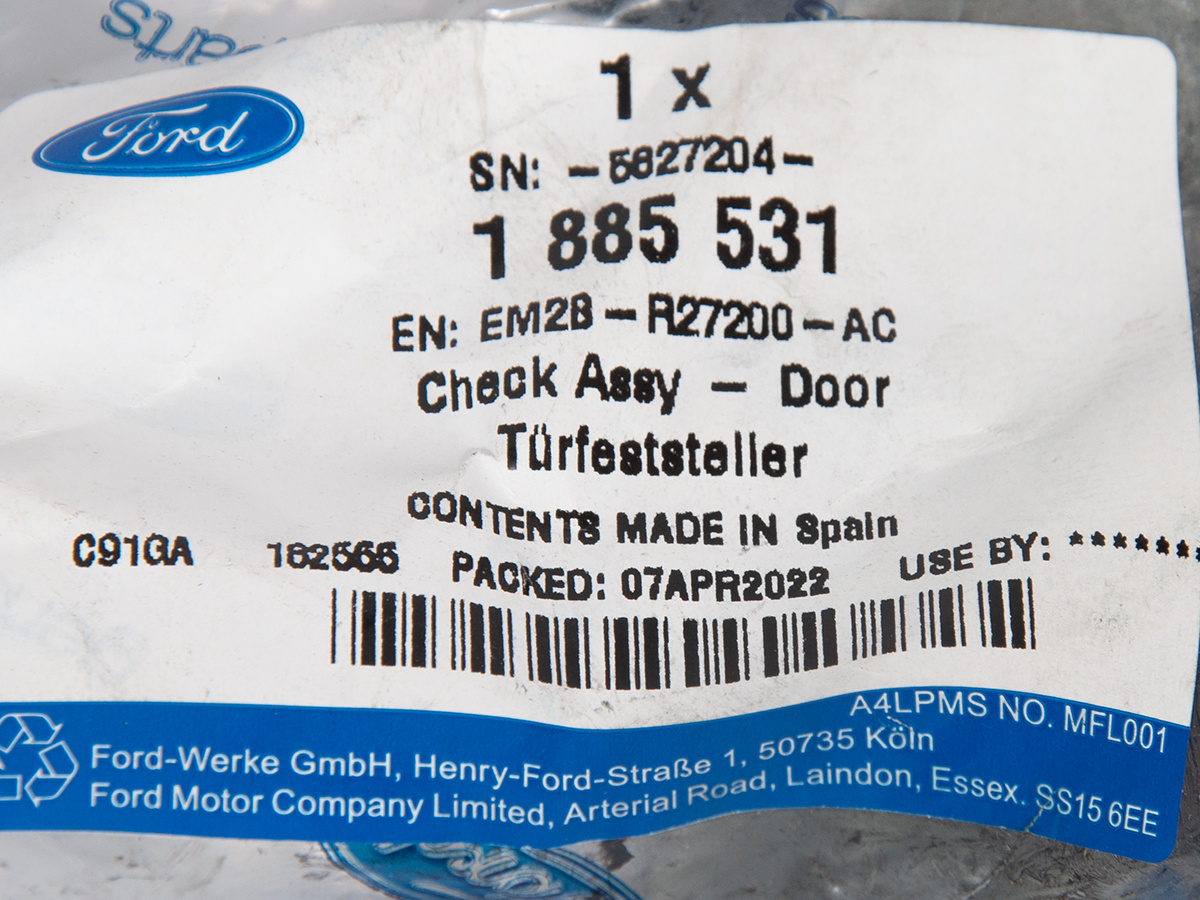 Ford
1 x
SN: -5827204-
1 885 531
EN: EM2B-R27200-AC
Check Assy - Door
Türfeststeller
CONTENTS MADE IN Spain
C91GA 182565 PACKED: 07APR2022 USE BY: *******
A4LPMS NO. MFL001
Ford-Werke GmbH, Henry-Ford-Straße 1, 50735 Köln
Ford Motor Company Limited, Arterial Road, Laindon, Essex. SS15 6EE